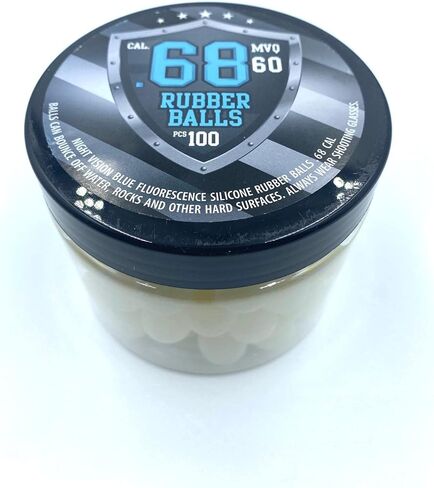 CAL. .68 MVQ
60
RUBBER
BALLS
PCS 100
NIGHT VISION BLUE FLUORESCENCE SILICONE RUBBER BALLS 68 CAL
BALLS CAN BOUNCE OFF WATER, ROCKS AND OTHER HARD SURFACES. ALWAYS WEAR SHOOTING GLASSES.